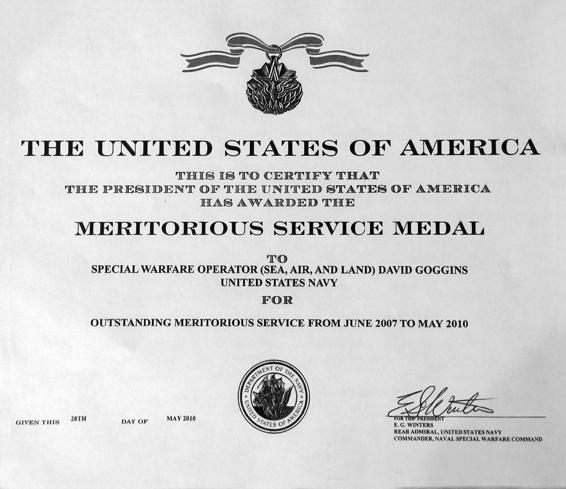 THE UNITED STATES OF AMERICA
THIS IS TO CERTIFY THAT
THE PRESIDENT OF THE UNITED STATES OF AMERICA
HAS AWARDED THE
MERITORIOUS SERVICE MEDAL
TO
SPECIAL WARFARE OPERATOR (SEA, AIR, AND LAND) DAVID GOGGINS
UNITED STATES NAVY
FOR
OUTSTANDING MERITORIOUS SERVICE FROM JUNE 2007 TO MAY 2010
DEPARTMENT OF THE NAVY
UNITED STATES OF AMERICA
GIVEN THIS 28TH DAY OF MAY 2010
E G Winters
FOR THE PRESIDENT
E. G. WINTERS
REAR ADMIRAL, UNITED STATES NAVY
COMMANDER, NAVAL SPECIAL WARFARE COMMAND